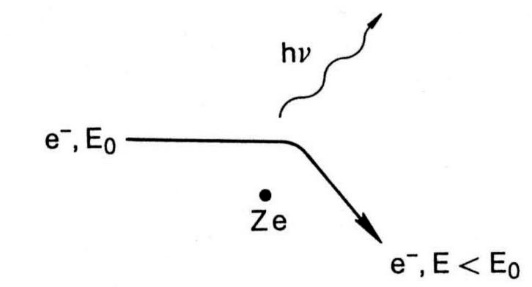 hν
e⁻, E₀
Ze
e⁻, E < E₀